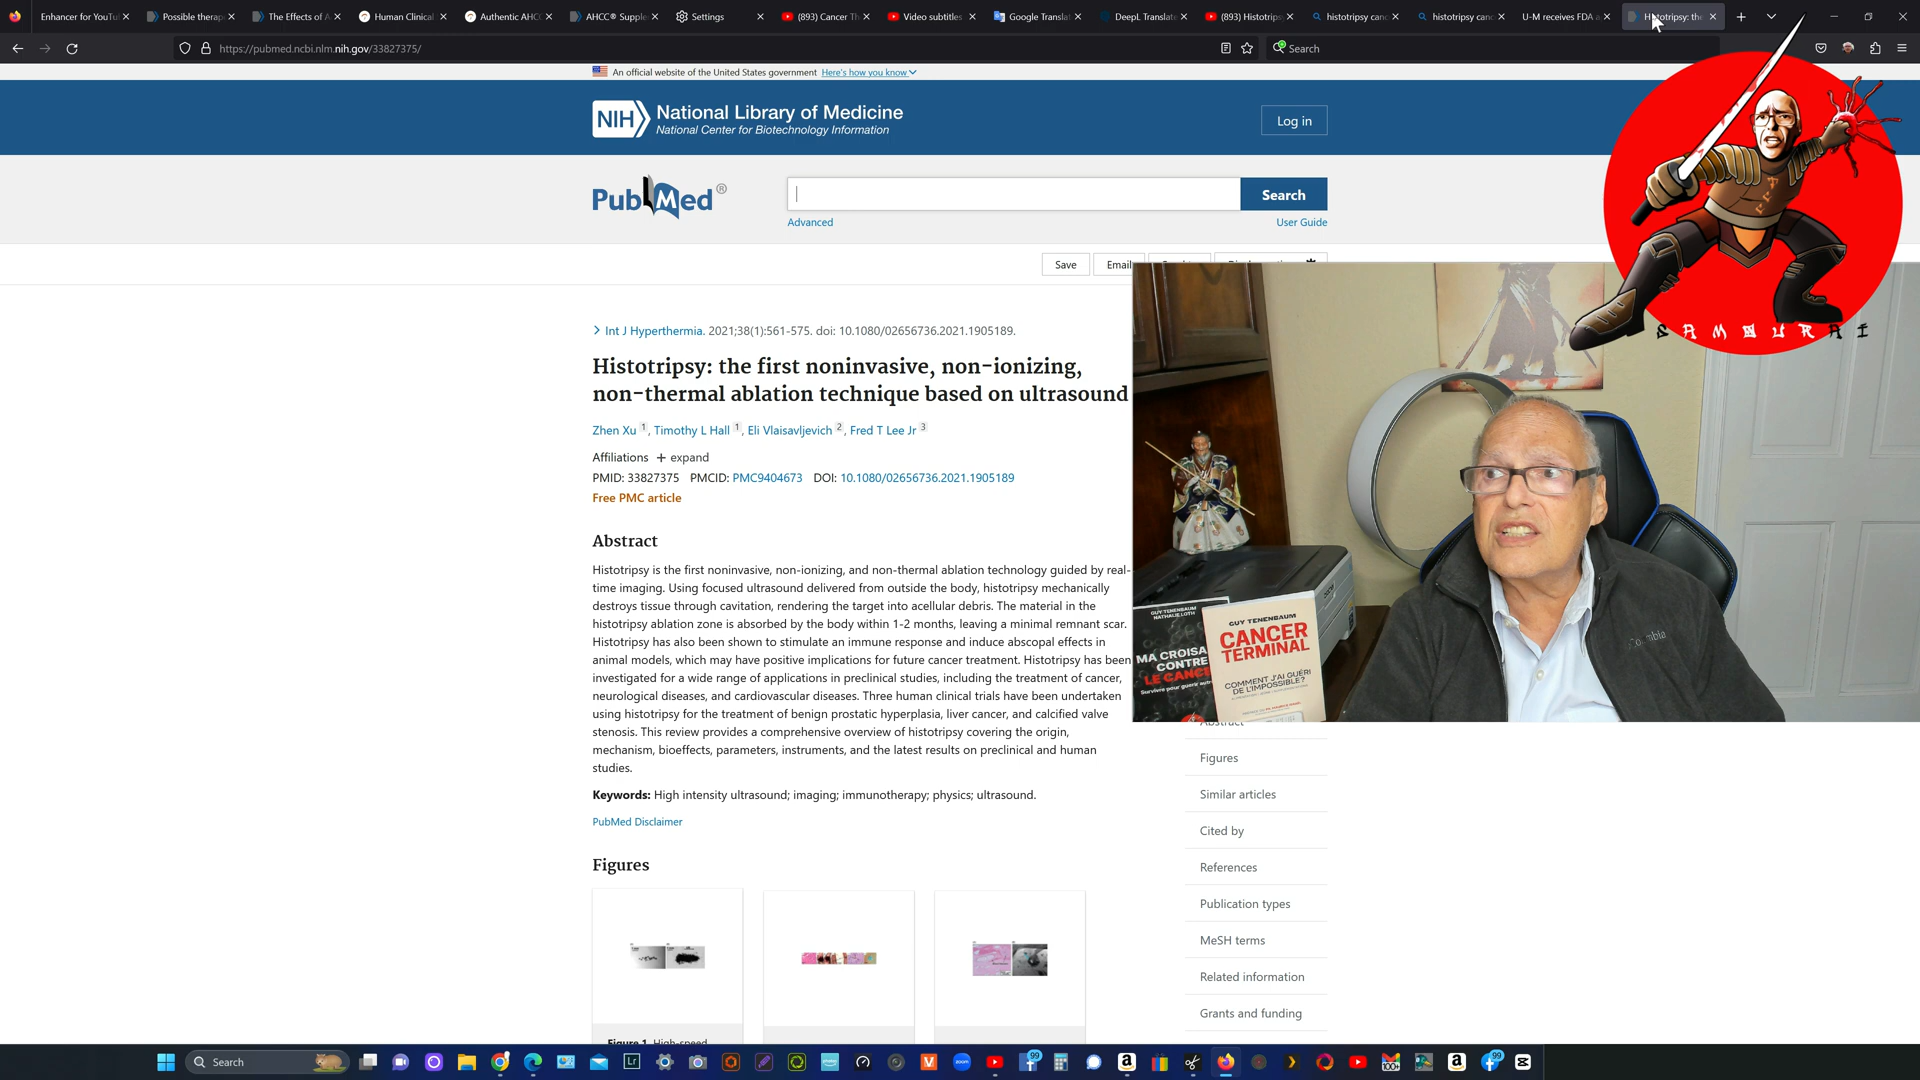 Enhancer for YouTu
Possible therap
The Effects of A
Human Clinical
Authentic AHCC
AHCC® Supple
Settings
(893) Cancer Th
Video subtitles
Google Translat
DeepL Translate
(893) Histotrips
histotripsy canc
histotripsy canc
U-M receives FDA a
Histotripsy: the
https://pubmed.ncbi.nlm.nih.gov/33827375/
Search
An official website of the United States government Here's how you know
NIH National Library of Medicine
National Center for Biotechnology Information
Log in
PubMed®
Search
Advanced
User Guide
Save
Email
SAMOURAI
Int J Hyperthermia. 2021;38(1):561-575. doi: 10.1080/02656736.2021.1905189.
Histotripsy: the first noninvasive, non-ionizing,
non-thermal ablation technique based on ultrasound
Zhen Xu 1, Timothy L Hall 1, Eli Vlaisavljevich 2, Fred T Lee Jr 3
Affiliations + expand
PMID: 33827375 PMCID: PMC9404673 DOI: 10.1080/02656736.2021.1905189
Free PMC article
Abstract
Histotripsy is the first noninvasive, non-ionizing, and non-thermal ablation technology guided by real-
time imaging. Using focused ultrasound delivered from outside the body, histotripsy mechanically
destroys tissue through cavitation, rendering the target into acellular debris. The material in the
histotripsy ablation zone is absorbed by the body within 1-2 months, leaving a minimal remnant scar.
Histotripsy has also been shown to stimulate an immune response and induce abscopal effects in
animal models, which may have positive implications for future cancer treatment. Histotripsy has been
investigated for a wide range of applications in preclinical studies, including the treatment of cancer,
neurological diseases, and cardiovascular diseases. Three human clinical trials have been undertaken
using histotripsy for the treatment of benign prostatic hyperplasia, liver cancer, and calcified valve
stenosis. This review provides a comprehensive overview of histotripsy covering the origin,
mechanism, bioeffects, parameters, instruments, and the latest results on preclinical and human
studies.
Keywords: High intensity ultrasound; imaging; immunotherapy; physics; ultrasound.
PubMed Disclaimer
Figures
Figure 1. High-speed
GUY TENENBAUM
NATHALIE LOTH
MA CROISA
CONTRE
LE CANCE
Survivre pour guérir autr
GUY TENENBAUM
CANCER
TERMINAL
COMMENT J'AI GUÉRI
DE L'IMPOSSIBLE?
Columbia
Abstract
Figures
Similar articles
Cited by
References
Publication types
MeSH terms
Related information
Grants and funding
Search
Lr
zoom
99
100+
99